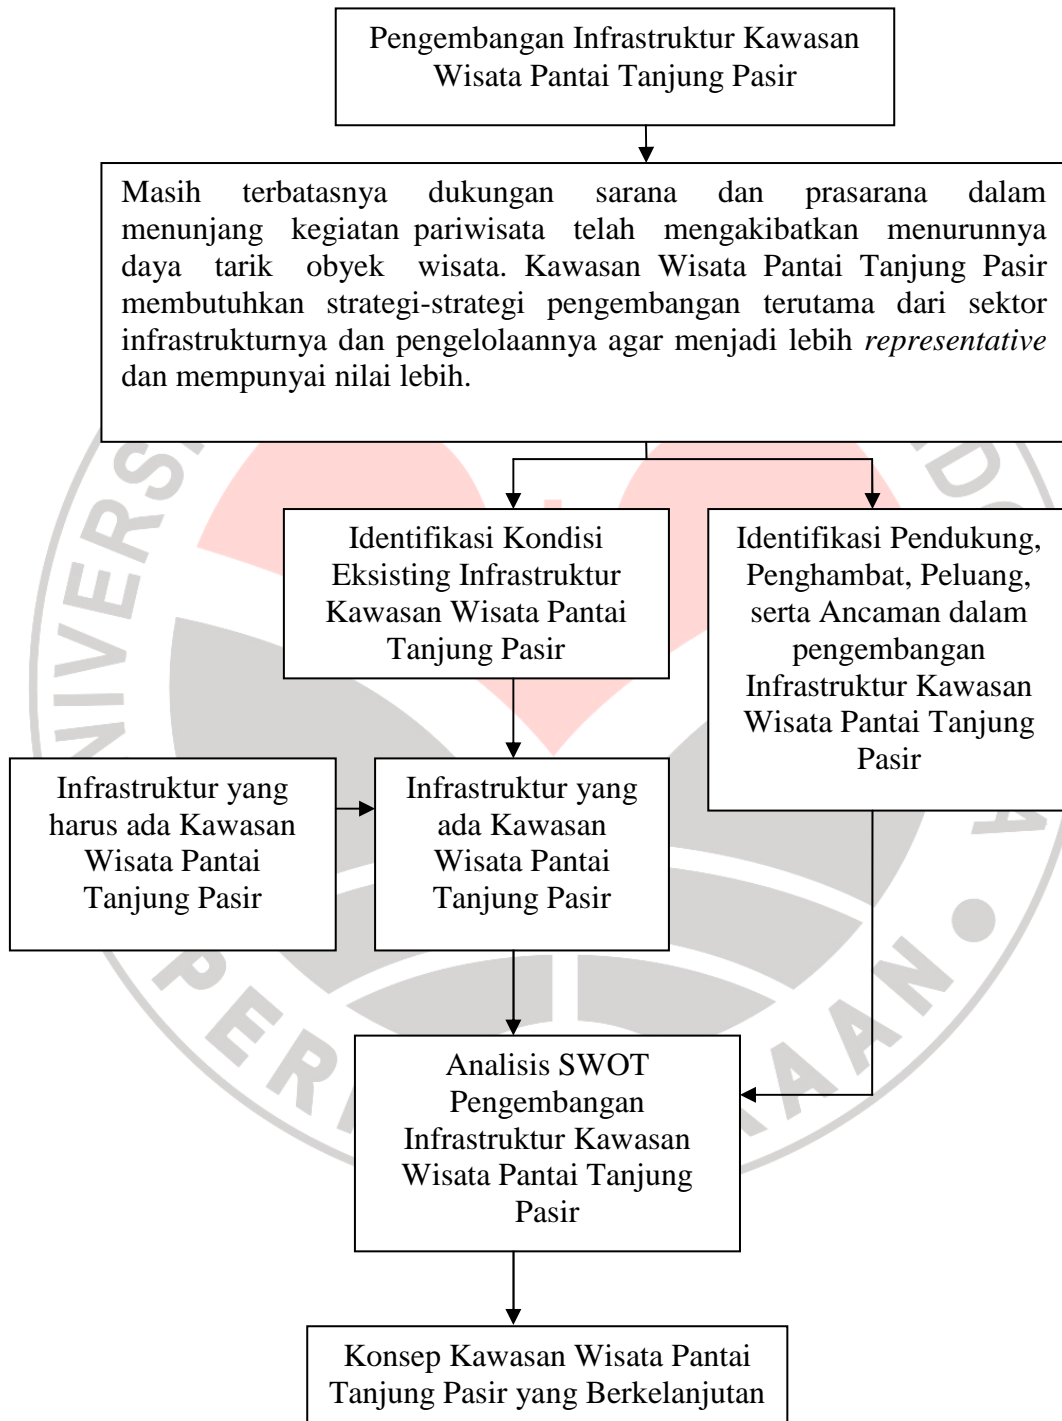 Pengembangan Infrastruktur Kawasan
Wisata Pantai Tanjung Pasir
Masih terbatasnya dukungan sarana dan prasarana dalam
menunjang kegiatan pariwisata telah mengakibatkan menurunnya
daya tarik obyek wisata. Kawasan Wisata Pantai Tanjung Pasir
membutuhkan strategi-strategi pengembangan terutama dari sektor
infrastrukturnya dan pengelolaannya agar menjadi lebih representative
dan mempunyai nilai lebih.
Identifikasi Kondisi
Eksisting Infrastruktur
Kawasan Wisata Pantai
Tanjung Pasir
Identifikasi Pendukung,
Penghambat, Peluang,
serta Ancaman dalam
pengembangan
Infrastruktur Kawasan
Wisata Pantai Tanjung
Pasir
Infrastruktur yang
harus ada Kawasan
Wisata Pantai
Tanjung Pasir
Infrastruktur yang
ada Kawasan
Wisata Pantai
Tanjung Pasir
Analisis SWOT
Pengembangan
Infrastruktur Kawasan
Wisata Pantai Tanjung
Pasir
Konsep Kawasan Wisata Pantai
Tanjung Pasir yang Berkelanjutan